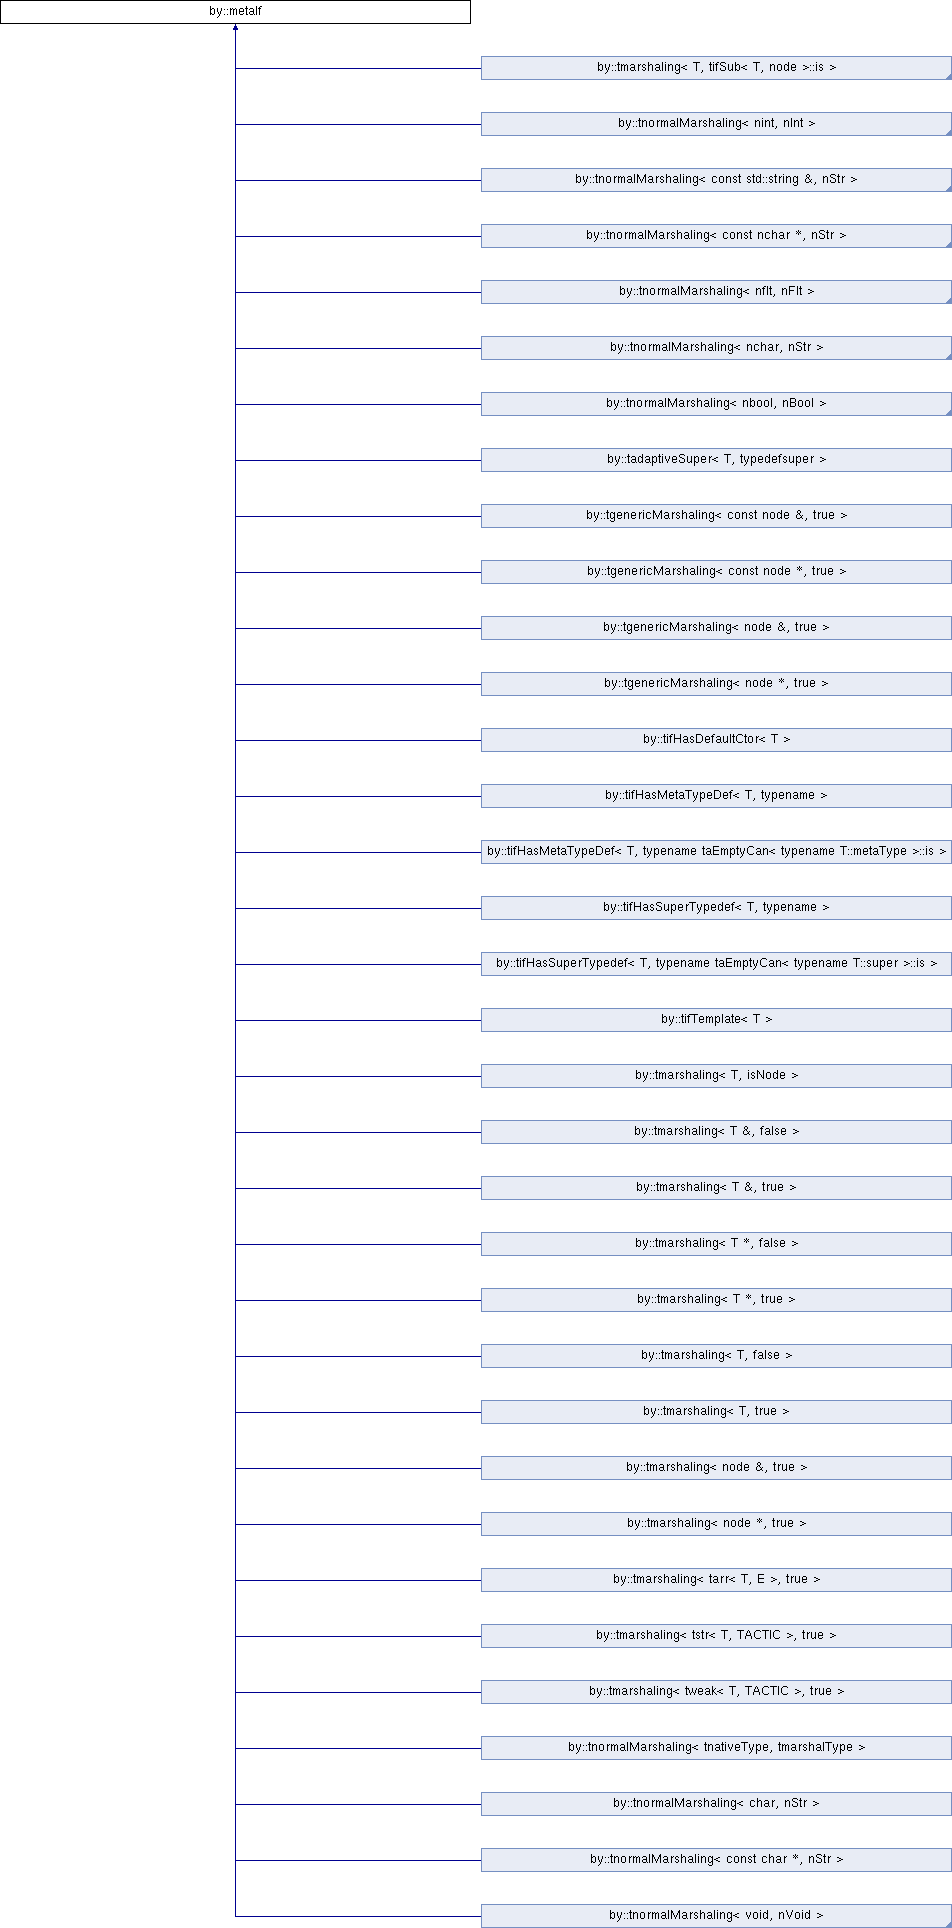 by::metaIf
by::tmarshaling< T, tifSub< T, node >::is >
by::tnormalMarshaling< nint, nInt >
by::tnormalMarshaling< const std::string &, nStr >
by::tnormalMarshaling< const nchar *, nStr >
by::tnormalMarshaling< nflt, nFlt >
by::tnormalMarshaling< nchar, nStr >
by::tnormalMarshaling< nbool, nBool >
by::tadaptiveSuper< T, typedefsuper >
by::tgenericMarshaling< const node &, true >
by::tgenericMarshaling< const node *, true >
by::tgenericMarshaling< node &, true >
by::tgenericMarshaling< node *, true >
by::tifHasDefaultCtor< T >
by::tifHasMetaTypeDef< T, typename >
by::tifHasMetaTypeDef< T, typename taEmptyCan< typename T::metaType >::is >
by::tifHasSuperTypedef< T, typename >
by::tifHasSuperTypedef< T, typename taEmptyCan< typename T::super >::is >
by::tifTemplate< T >
by::tmarshaling< T, isNode >
by::tmarshaling< T &, false >
by::tmarshaling< T &, true >
by::tmarshaling< T *, false >
by::tmarshaling< T *, true >
by::tmarshaling< T, false >
by::tmarshaling< T, true >
by::tmarshaling< node &, true >
by::tmarshaling< node *, true >
by::tmarshaling< tarr< T, E >, true >
by::tmarshaling< tstr< T, TACTIC >, true >
by::tmarshaling< tweak< T, TACTIC >, true >
by::tnormalMarshaling< tnativeType, tmarshalType >
by::tnormalMarshaling< char, nStr >
by::tnormalMarshaling< const char *, nStr >
by::tnormalMarshaling< void, nVoid >